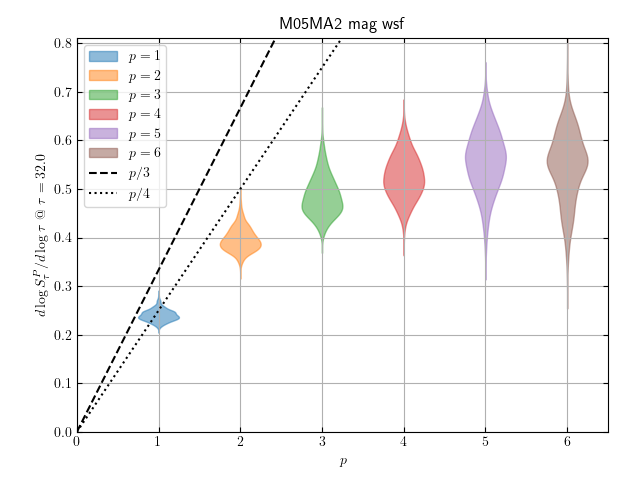 M05MA2 mag wsf
d log S_τ^P / d log τ @ τ = 32.0
0.8
0.7
0.6
0.5
0.4
0.3
0.2
0.1
0.0
p = 1
p = 2
p = 3
p = 4
p = 5
p = 6
p/3
p/4
0 1 2 3 4 5 6
p